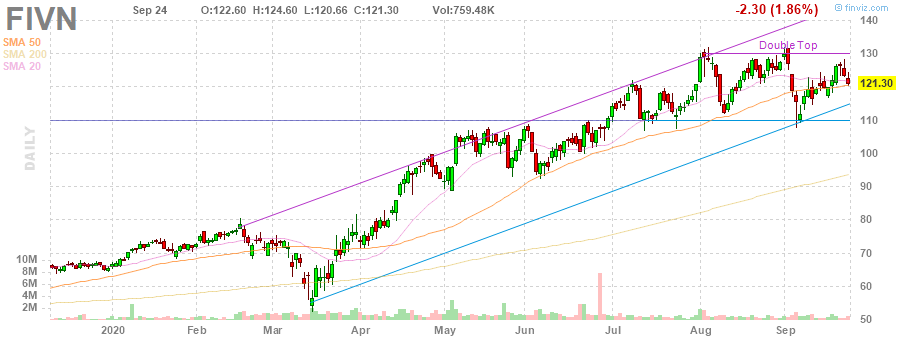 FIVN Sep 24 O:122.60 H:124.60 L:120.66 C:121.30 Vol:759.48K -2.30 (1.86%) © finviz.com
SMA 50
SMA 200
SMA 20
DAILY
Double Top
140
130
121.30
110
100
90
80
70
60
50
10M
8M
6M
4M
2M
2020 Feb Mar Apr May Jun Jul Aug Sep